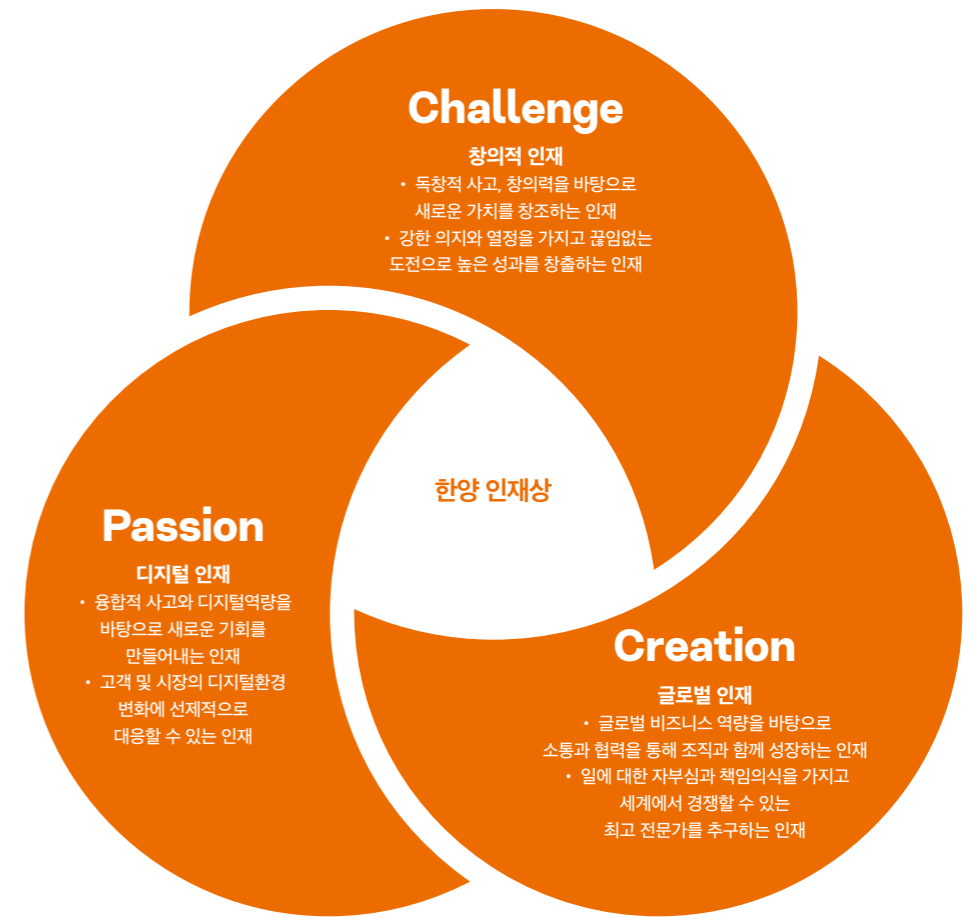 Challenge
창의적 인재
• 독창적 사고, 창의력을 바탕으로
새로운 가치를 창조하는 인재
• 강한 의지와 열정을 가지고 끊임없는
도전으로 높은 성과를 창출하는 인재
한양 인재상
Passion
디지털 인재
• 융합적 사고와 디지털역량을
바탕으로 새로운 기회를
만들어내는 인재
• 고객 및 시장의 디지털환경
변화에 선제적으로
대응할 수 있는 인재
Creation
글로벌 인재
• 글로벌 비즈니스 역량을 바탕으로
소통과 협력을 통해 조직과 함께 성장하는 인재
• 일에 대한 자부심과 책임의식을 가지고
세계에서 경쟁할 수 있는
최고 전문가를 추구하는 인재